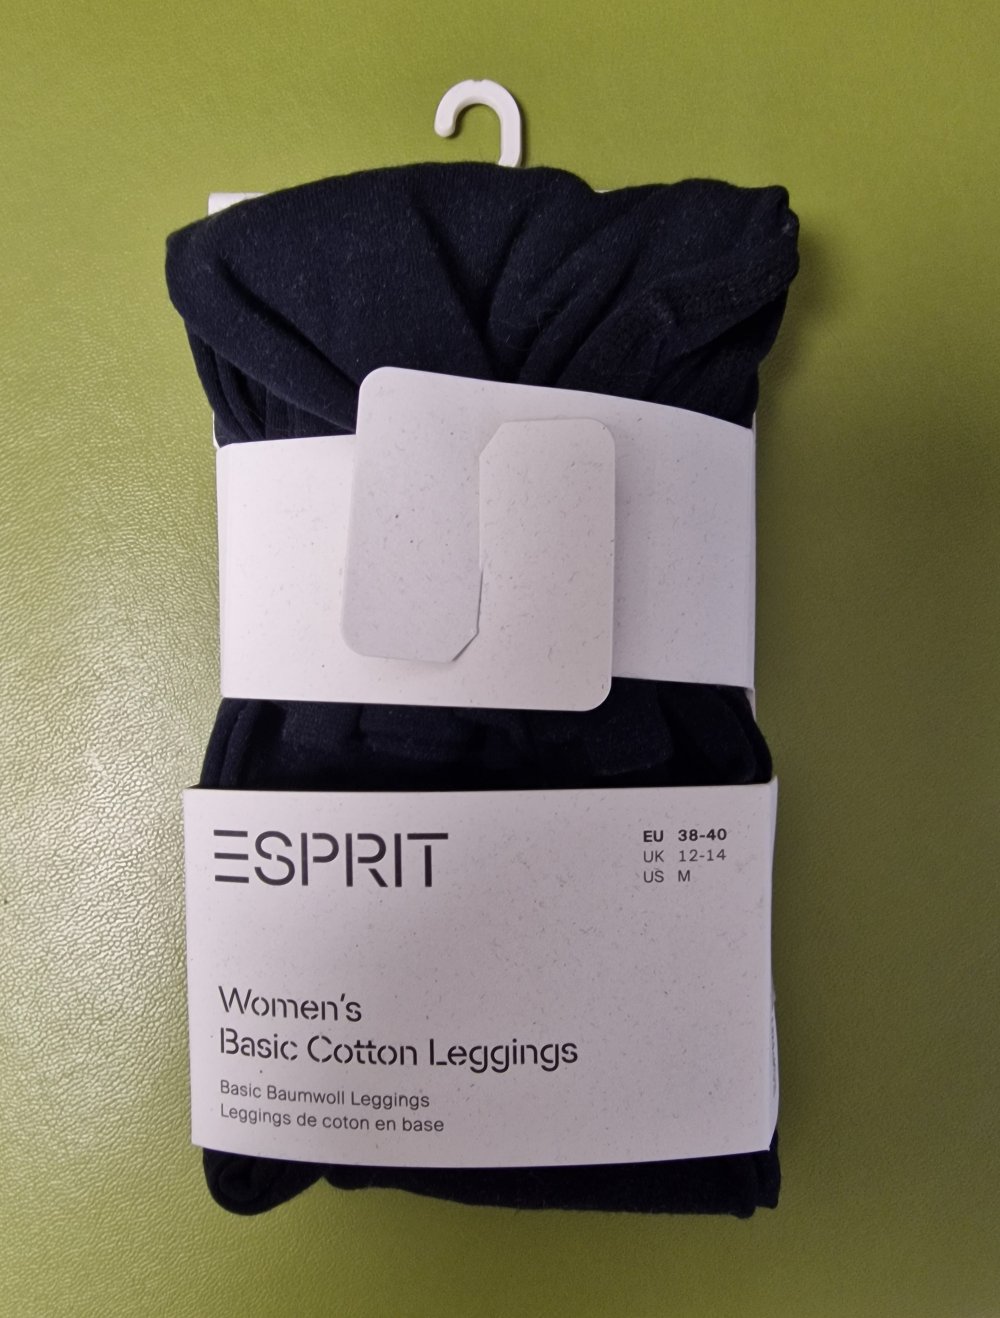 ESPRIT
EU 38-40
UK 12-14
US M
Women's
Basic Cotton Leggings
Basic Baumwoll Leggings
Leggings de coton en base